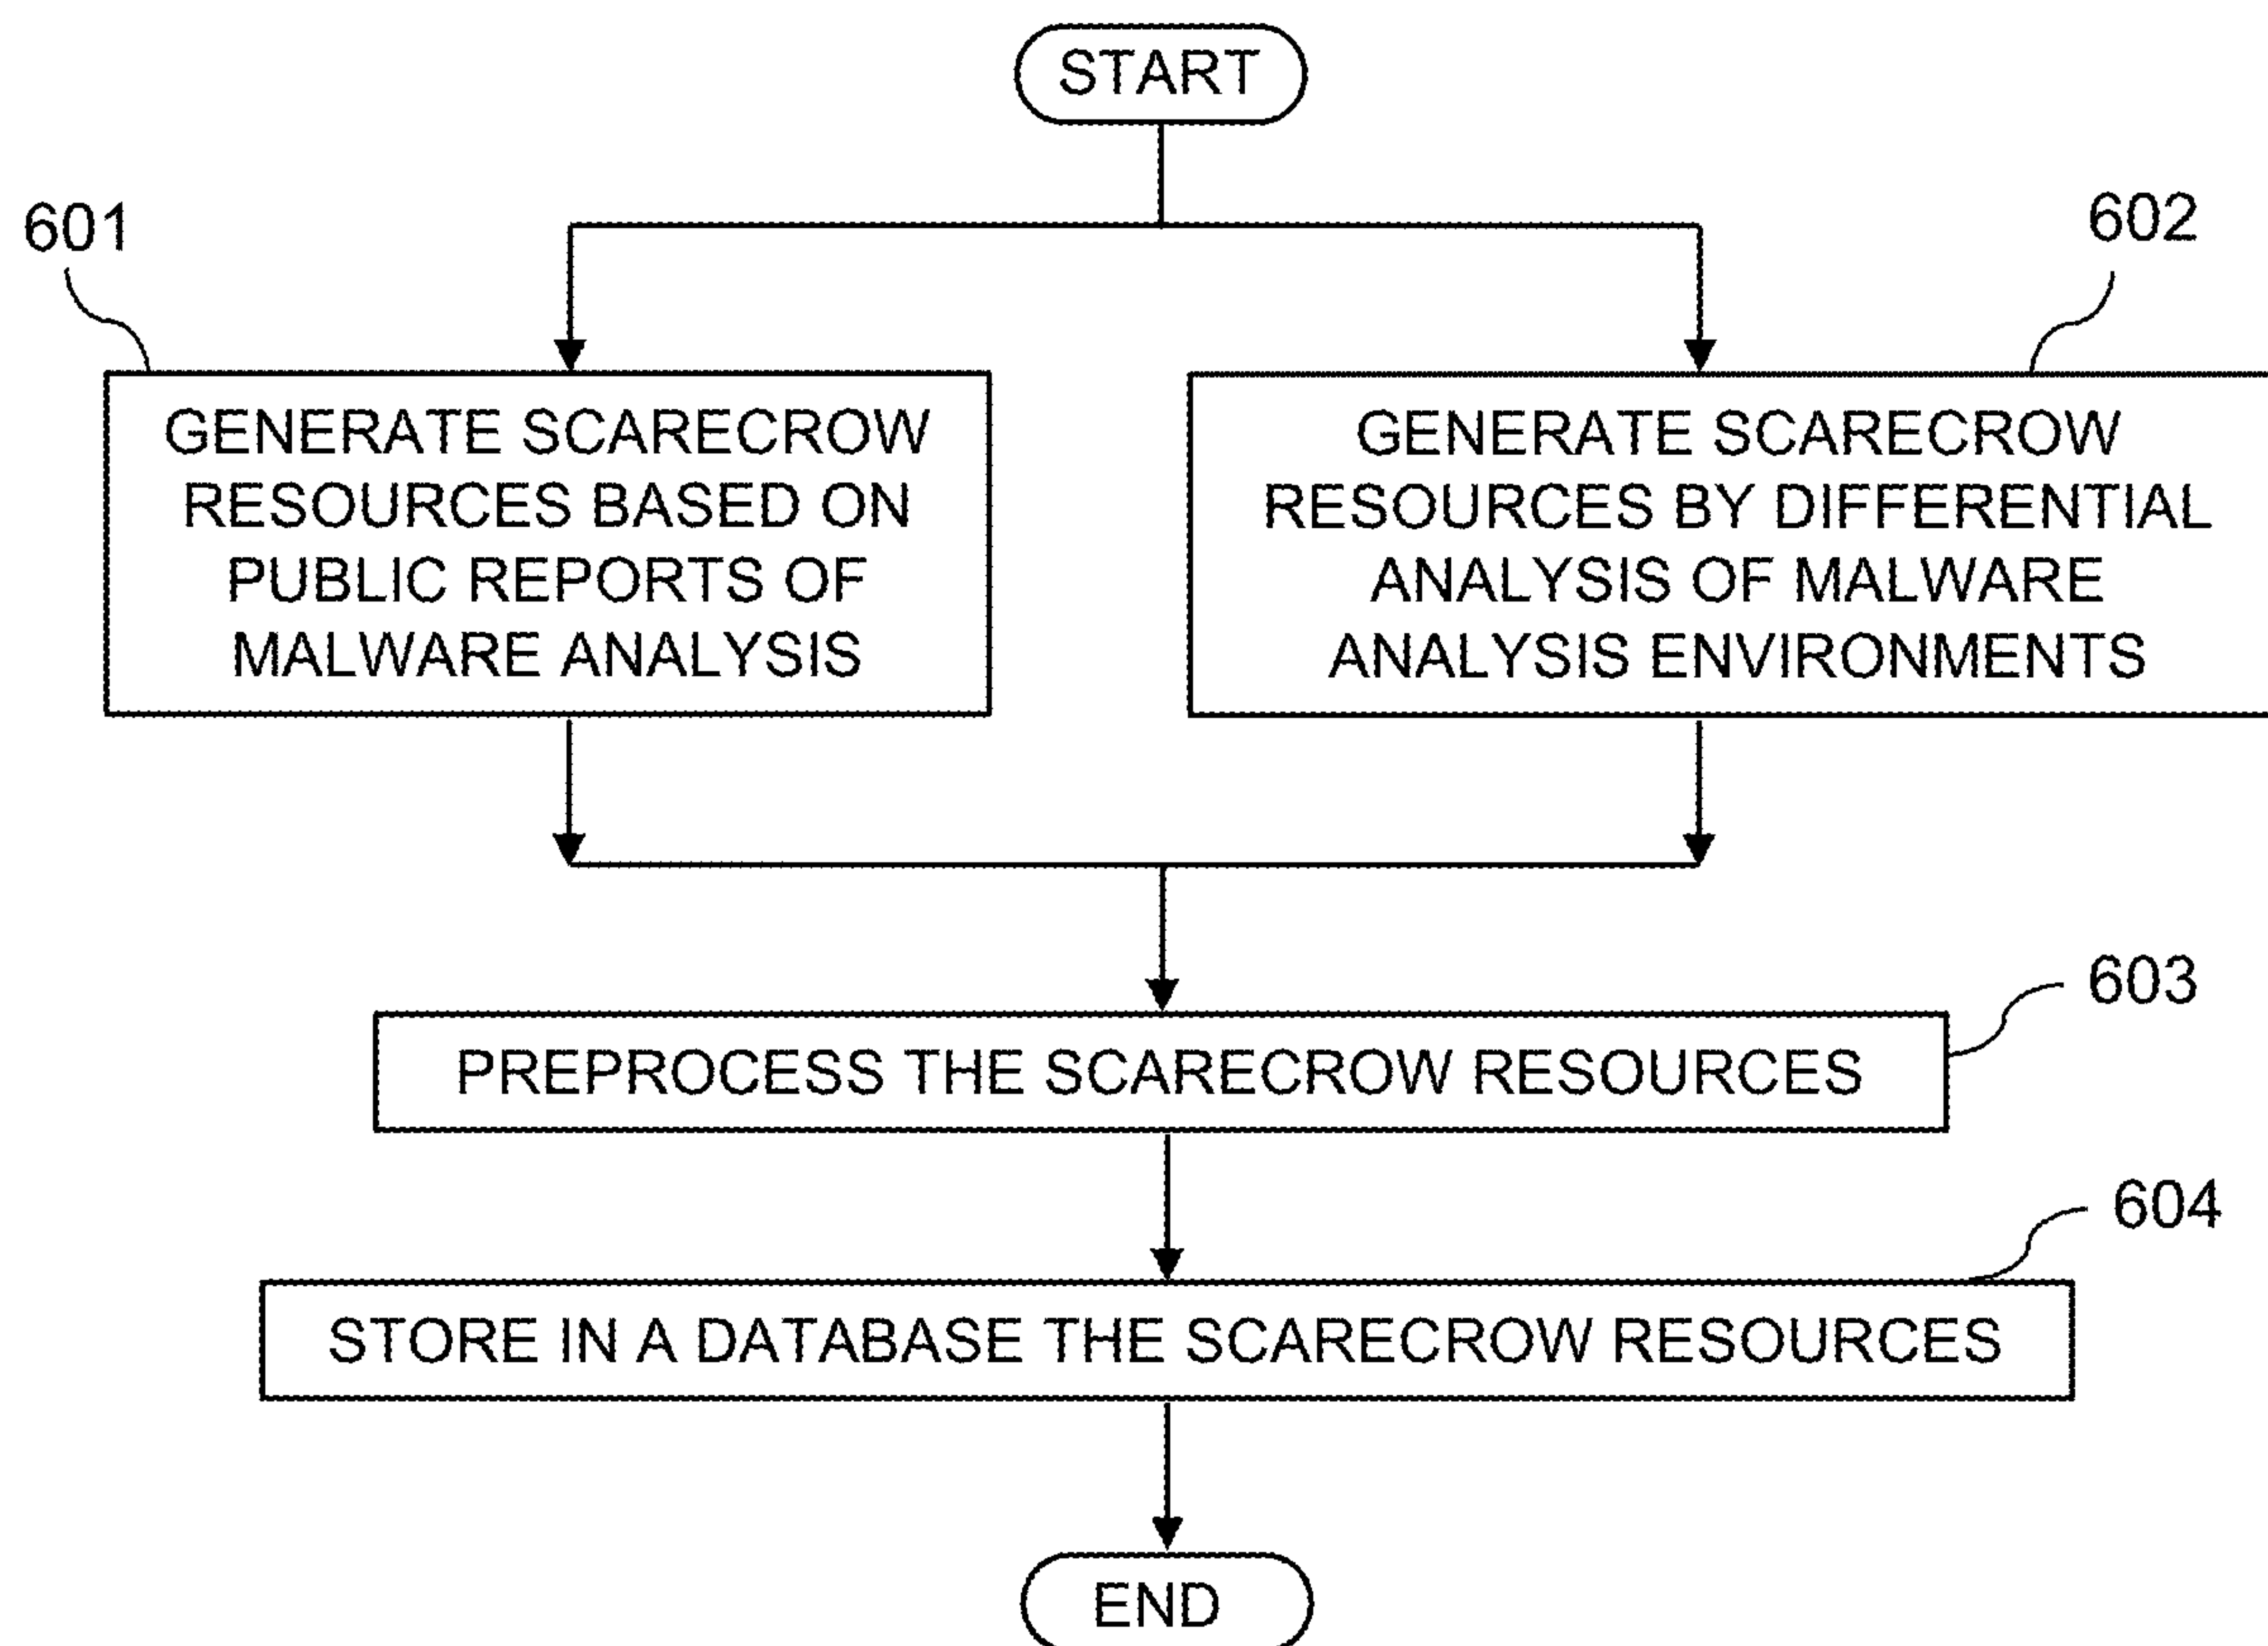 START
601
602
GENERATE SCARECROW
RESOURCES BASED ON
PUBLIC REPORTS OF
MALWARE ANALYSIS
GENERATE SCARECROW
RESOURCES BY DIFFERENTIAL
ANALYSIS OF MALWARE
ANALYSIS ENVIRONMENTS
603
PREPROCESS THE SCARECROW RESOURCES
604
STORE IN A DATABASE THE SCARECROW RESOURCES
END